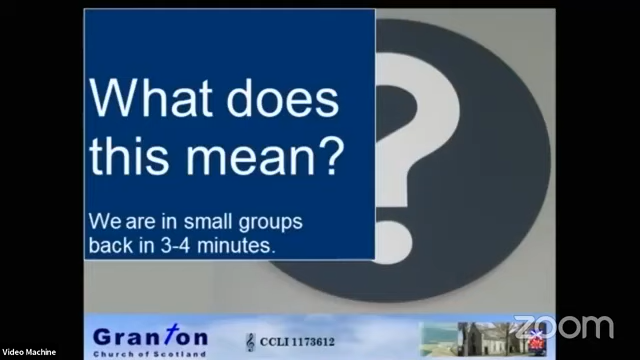 What does
this mean?
?
We are in small groups
back in 3-4 minutes.
Granton
Church of Scotland
CCLI 1173612
zoom
Video Machine